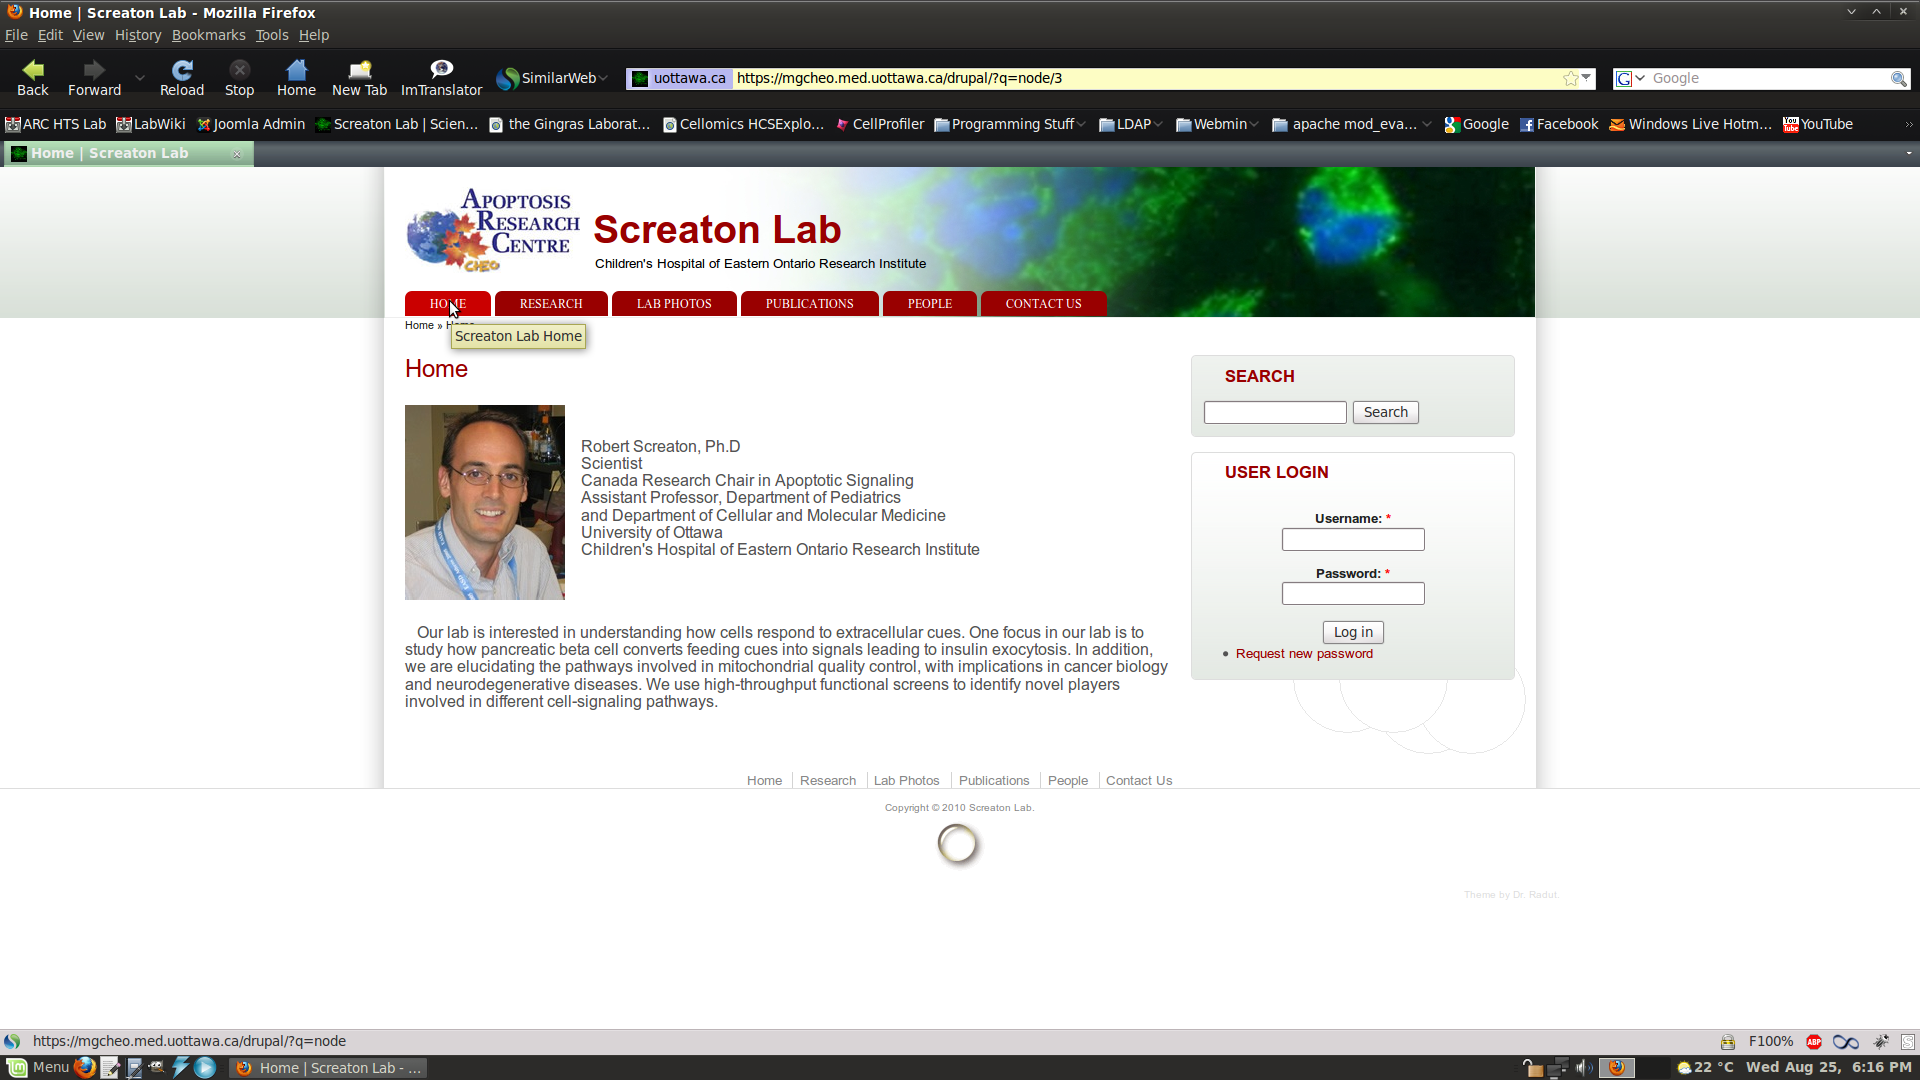 Home | Screaton Lab - Mozilla Firefox
File Edit View History Bookmarks Tools Help
Back Forward Reload Stop Home New Tab ImTranslator SimilarWeb uottawa.ca https://mgcheo.med.uottawa.ca/drupal/?q=node/3 Google
ARC HTS Lab LabWiki Joomla Admin Screaton Lab | Scien... the Gingras Laborat... Cellomics HCSExplo... CellProfiler Programming Stuff LDAP Webmin apache mod_eva... Google Facebook Windows Live Hotm... YouTube
Home | Screaton Lab
APOPTOSIS
RESEARCH
CENTRE
CHEO
Screaton Lab
Children's Hospital of Eastern Ontario Research Institute
HOME RESEARCH LAB PHOTOS PUBLICATIONS PEOPLE CONTACT US
Home » Home
Screaton Lab Home
Home
Robert Screaton, Ph.D
Scientist
Canada Research Chair in Apoptotic Signaling
Assistant Professor, Department of Pediatrics
and Department of Cellular and Molecular Medicine
University of Ottawa
Children's Hospital of Eastern Ontario Research Institute
Our lab is interested in understanding how cells respond to extracellular cues. One focus in our lab is to
study how pancreatic beta cell converts feeding cues into signals leading to insulin exocytosis. In addition,
we are elucidating the pathways involved in mitochondrial quality control, with implications in cancer biology
and neurodegenerative diseases. We use high-throughput functional screens to identify novel players
involved in different cell-signaling pathways.
SEARCH
Search
USER LOGIN
Username: *
Password: *
Log in
Request new password
Home Research Lab Photos Publications People Contact Us
Copyright © 2010 Screaton Lab.
Theme by Dr. Radut.
https://mgcheo.med.uottawa.ca/drupal/?q=node F100% ABP
Menu Home | Screaton Lab - ... 22 °C Wed Aug 25, 6:16 PM